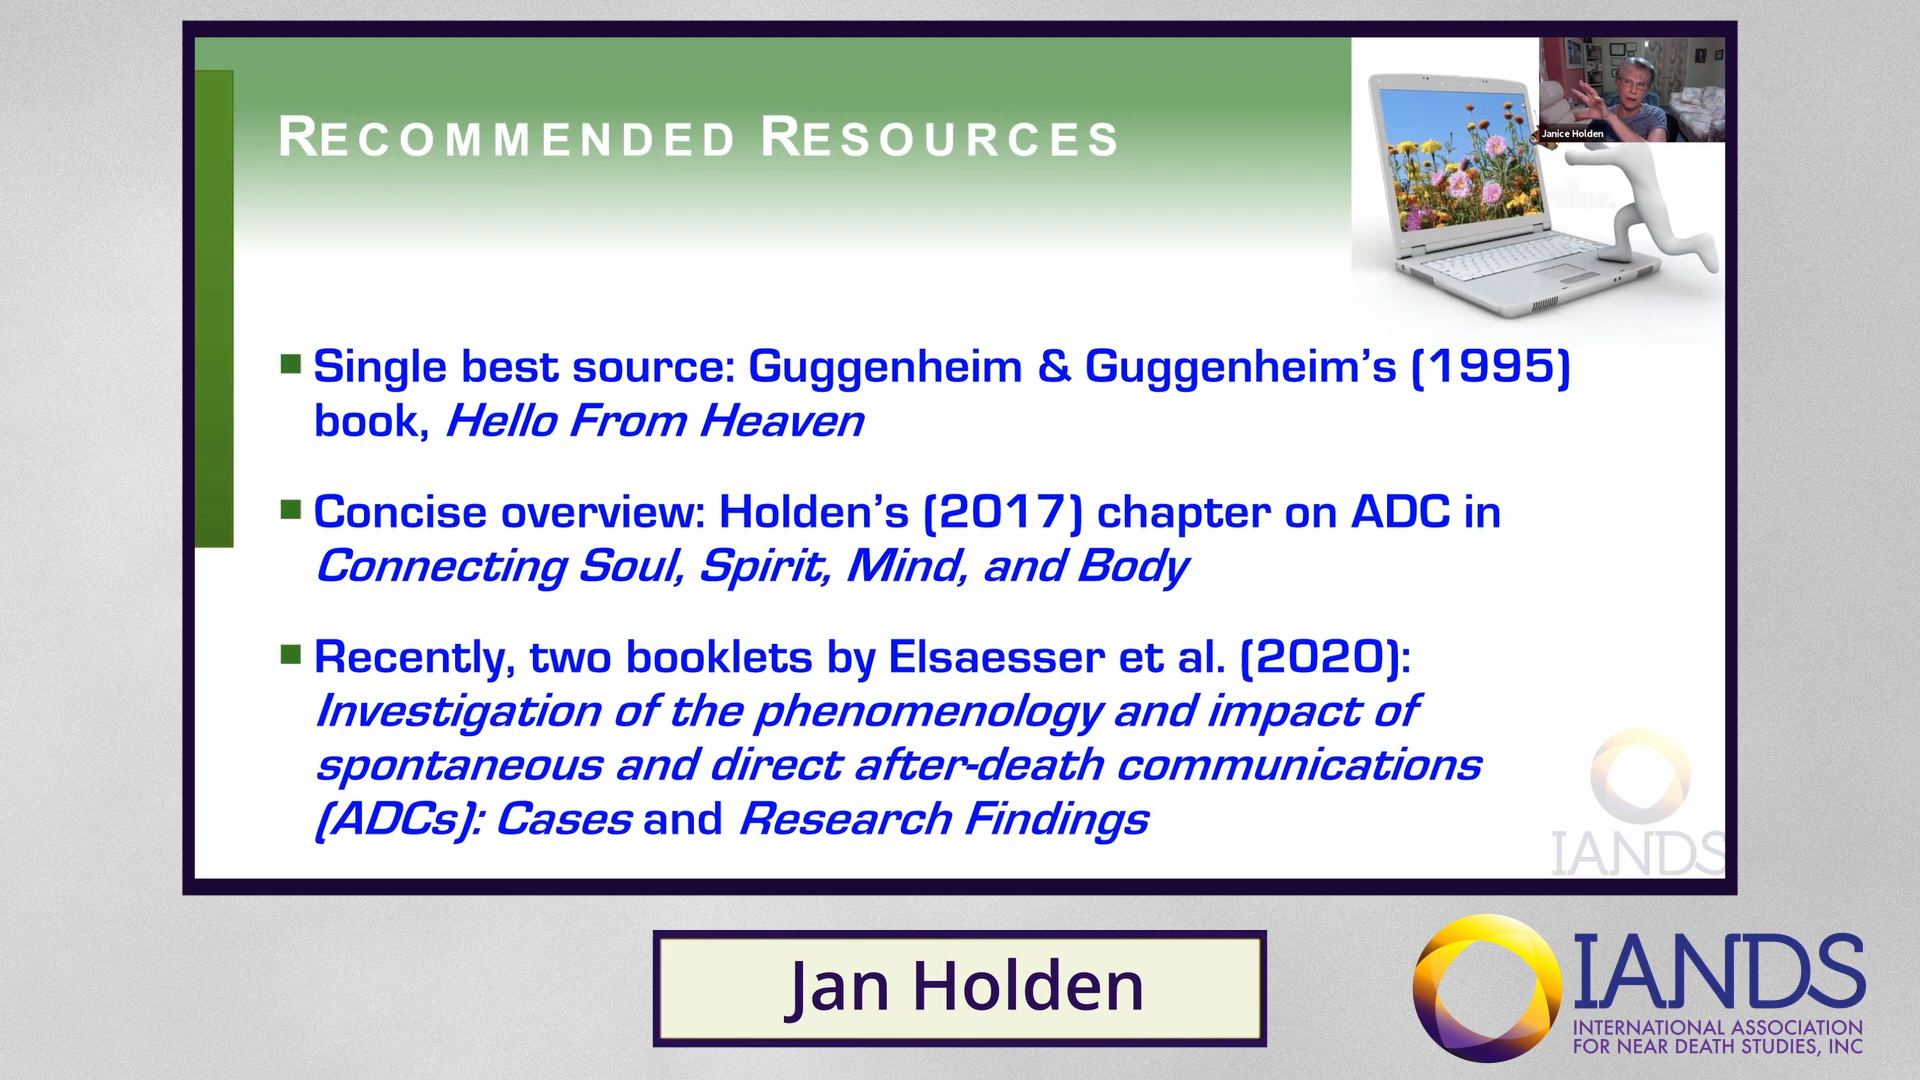 RECOMMENDED RESOURCES
Janice Holden
Single best source: Guggenheim & Guggenheim's (1995)
book, Hello From Heaven
Concise overview: Holden's (2017) chapter on ADC in
Connecting Soul, Spirit, Mind, and Body
Recently, two booklets by Elsaesser et al. (2020):
Investigation of the phenomenology and impact of
spontaneous and direct after-death communications
(ADCs): Cases and Research Findings
IANDS
Jan Holden
IANDS
INTERNATIONAL ASSOCIATION
FOR NEAR DEATH STUDIES, INC